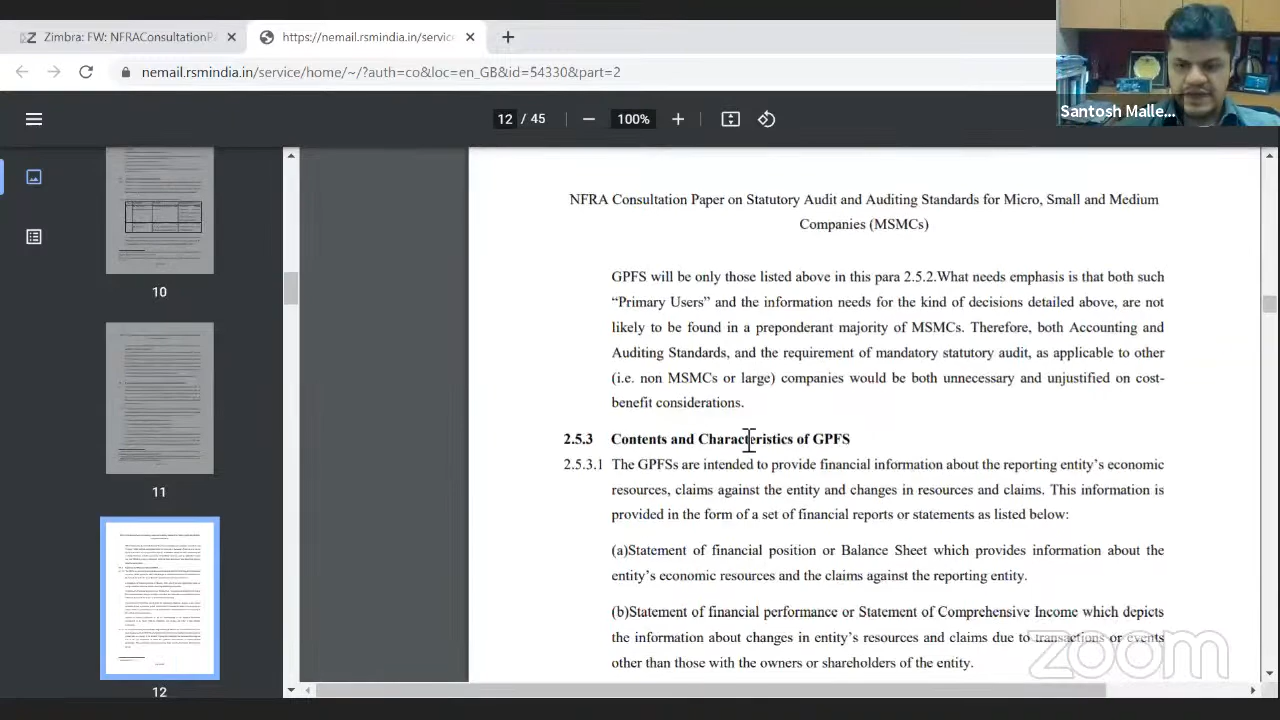 Zimbra: FW: NFRAConsultationPA
https://nemail.rsmindia.in/service
nemail.rsmindia.in/service/home/~/?auth=co&loc=en_GB&id=54330&part=2
Santosh Malle...
12 / 45
100%
10
11
12
NFRA Consultation Paper on Statutory Audit and Auditing Standards for Micro, Small and Medium
Companies (MSMCs)
GPFS will be only those listed above in this para 2.5.2.What needs emphasis is that both such
“Primary Users” and the information needs for the kind of decisions detailed above, are not
likely to be found in a preponderant majority of MSMCs. Therefore, both Accounting and
Auditing Standards, and the requirement of mandatory statutory audit, as applicable to other
(i.e. non MSMCs or large) companies would be both unnecessary and unjustified on cost-
benefit considerations.
2.5.3 Contents and Characteristics of GPFS
2.5.3.1 The GPFSs are intended to provide financial information about the reporting entity’s economic
resources, claims against the entity and changes in resources and claims. This information is
provided in the form of a set of financial reports or statements as listed below:
(a)Statement of financial position or Balance Sheet which provides information about the
entity’s economic resources and the claims against the reporting entity.
(b)Statement of financial performance or Statement of Comprehensive Income which depicts
the information about changes in entity’s resources and claims due to transactions or events
other than those with the owners or shareholders of the entity.
zoom